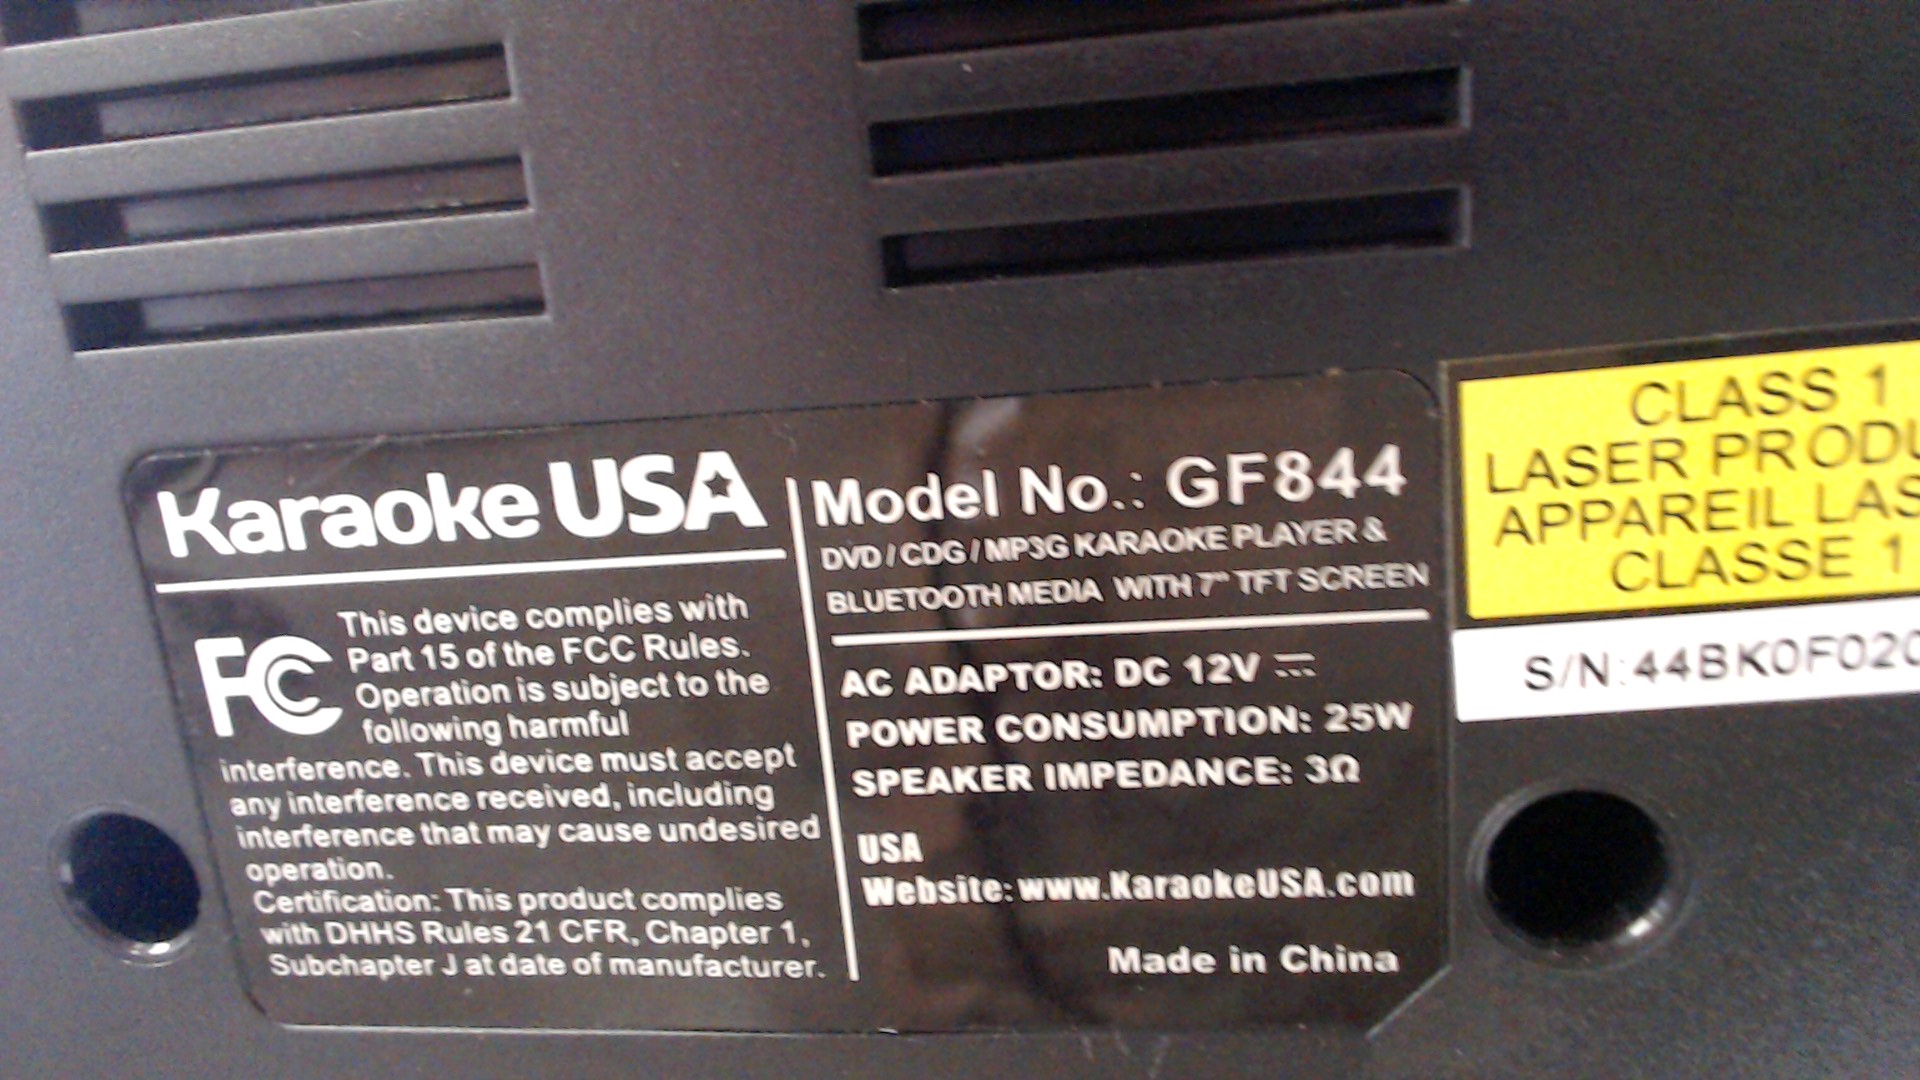 Karaoke USA
FCC
This device complies with
Part 15 of the FCC Rules.
Operation is subject to the
following harmful
interference. This device must accept
any interference received, including
interference that may cause undesired
operation.
Certification: This product complies
with DHHS Rules 21 CFR, Chapter 1,
Subchapter J at date of manufacturer.
Model No.: GF844
DVD / CDG / MP3G KARAOKE PLAYER &
BLUETOOTH MEDIA WITH 7" TFT SCREEN
AC ADAPTOR: DC 12V ⎓
POWER CONSUMPTION: 25W
SPEAKER IMPEDANCE: 3Ω
USA
Website: www.KaraokeUSA.com
Made in China
CLASS 1
LASER PRODU
APPAREIL LAS
CLASSE 1
S/N:44BK0F020